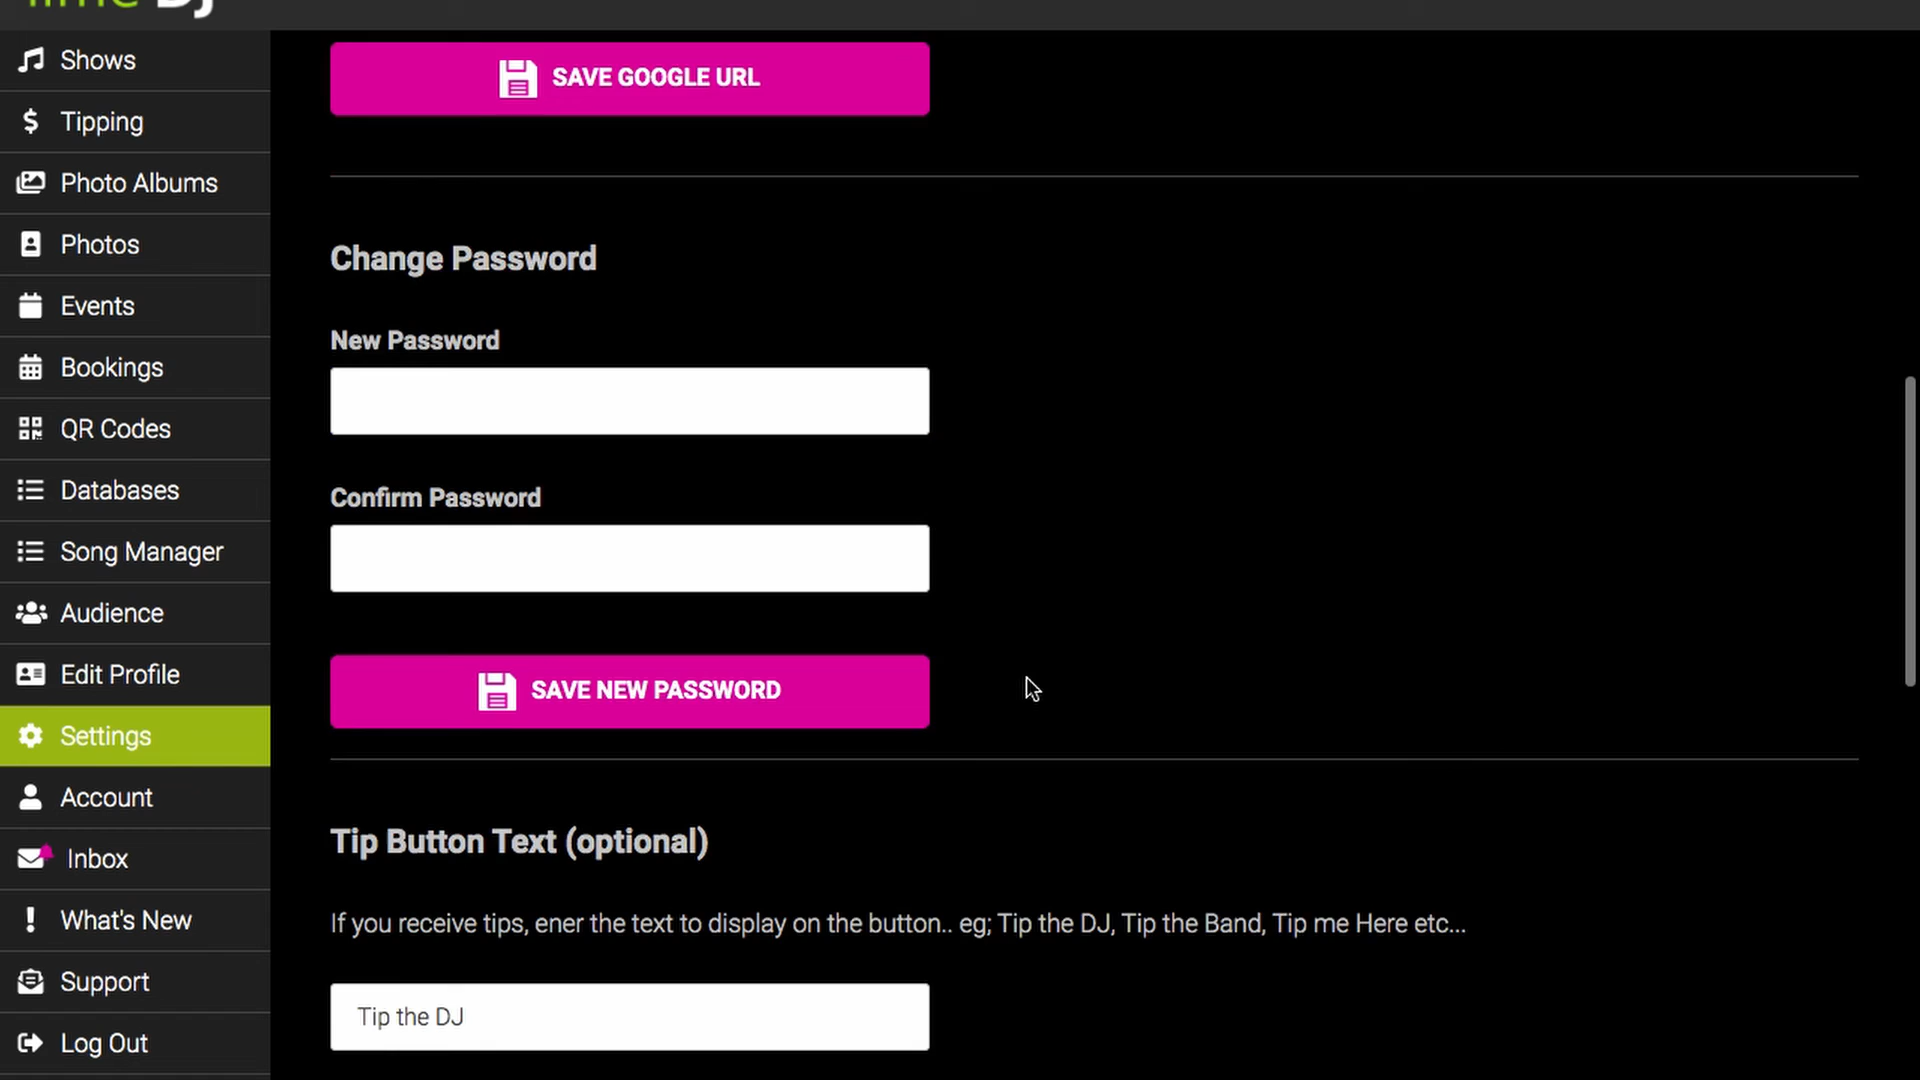 DJ
Shows
Tipping
Photo Albums
Photos
Events
Bookings
QR Codes
Databases
Song Manager
Audience
Edit Profile
Settings
Account
Inbox
What's New
Support
Log Out
SAVE GOOGLE URL
Change Password
New Password
Confirm Password
SAVE NEW PASSWORD
Tip Button Text (optional)
If you receive tips, ener the text to display on the button.. eg; Tip the DJ, Tip the Band, Tip me Here etc...
Tip the DJ